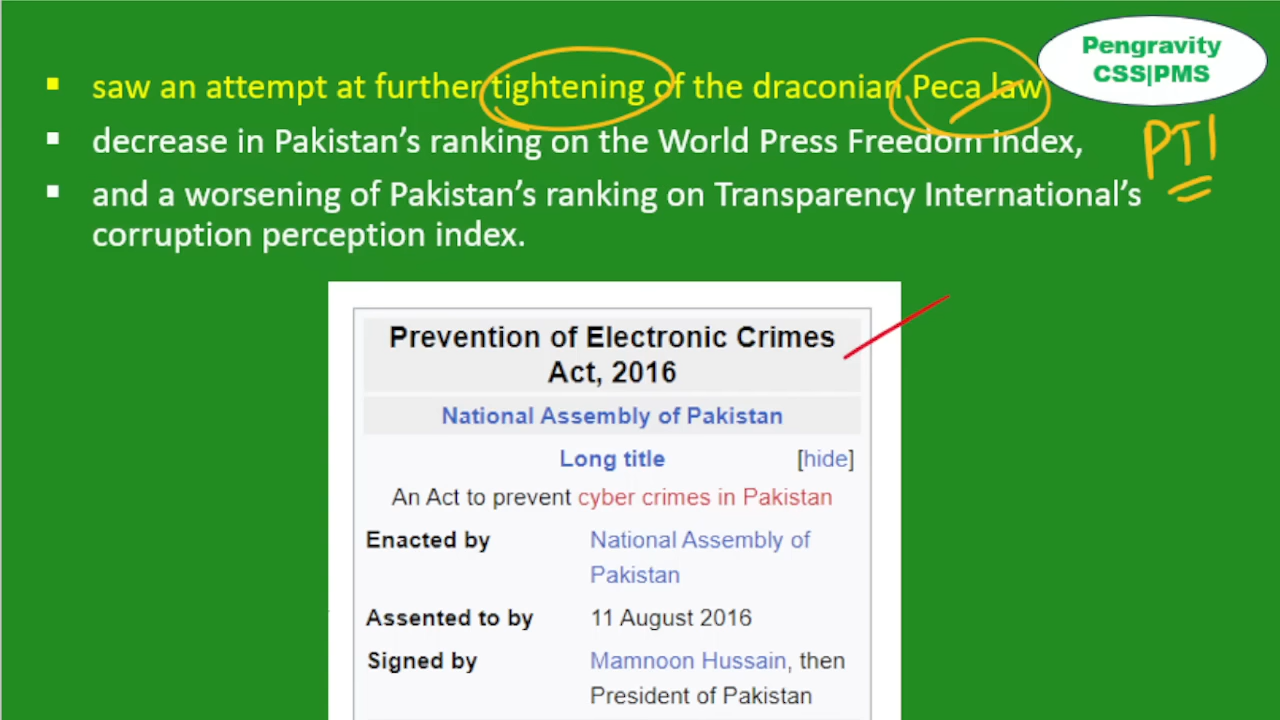 Pengravity
CSS|PMS
▪ saw an attempt at further tightening of the draconian Peca law
▪ decrease in Pakistan's ranking on the World Press Freedom Index,
PTI
▪ and a worsening of Pakistan's ranking on Transparency International's
corruption perception index.
Prevention of Electronic Crimes
Act, 2016
National Assembly of Pakistan
Long title [hide]
An Act to prevent cyber crimes in Pakistan
Enacted by National Assembly of
Pakistan
Assented to by 11 August 2016
Signed by Mamnoon Hussain, then
President of Pakistan